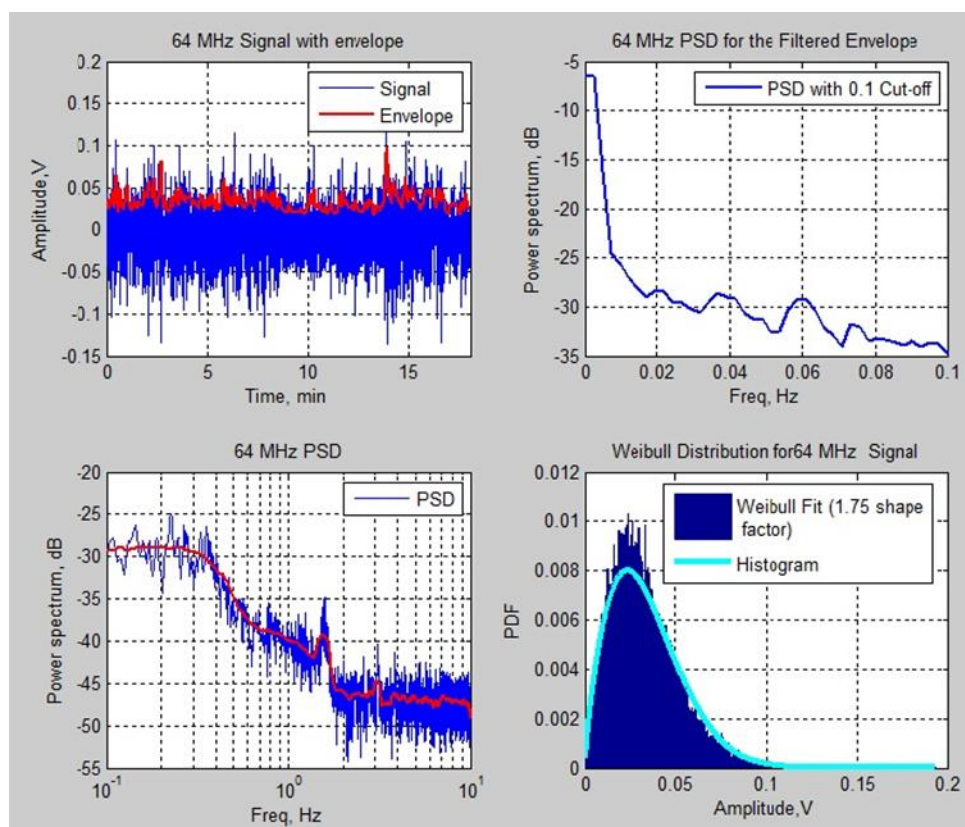 64 MHz Signal with envelope
0.2
0.15
0.1
0.05
0
-0.05
-0.1
-0.15
Amplitude,V
Signal
Envelope
0
5
10
15
Time, min
64 MHz PSD for the Filtered Envelope
-5
-10
-15
-20
-25
-30
-35
Power spectrum, dB
PSD with 0.1 Cut-off
0
0.02
0.04
0.06
0.08
0.1
Freq, Hz
64 MHz PSD
-20
-25
-30
-35
-40
-45
-50
-55
Power spectrum, dB
PSD
10-1
100
101
Freq, Hz
Weibull Distribution for64 MHz Signal
0.012
0.01
0.008
0.006
0.004
0.002
0
PDF
Weibull Fit (1.75 shape
factor)
Histogram
0
0.05
0.1
0.15
0.2
Amplitude,V